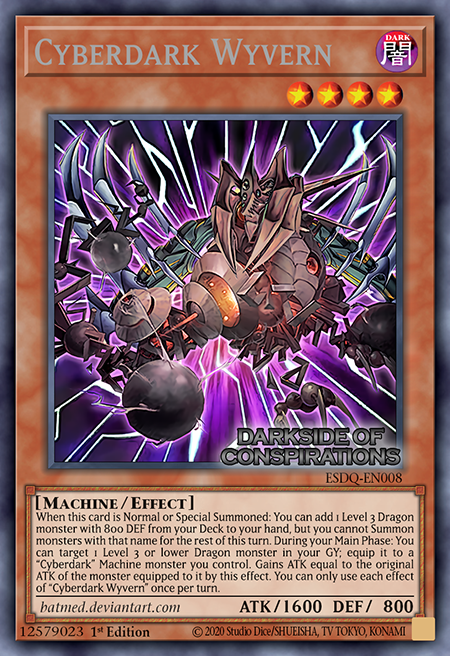 CYBERDARK WYVERN
DARK
闇
DARKSIDE OF
CONSPIRATIONS
ESDQ-EN008
[MACHINE / EFFECT]
When this card is Normal or Special Summoned: You can add 1 Level 3 Dragon
monster with 800 DEF from your Deck to your hand, but you cannot Summon
monsters with that name for the rest of this turn. During your Main Phase: You
can target 1 Level 3 or lower Dragon monster in your GY; equip it to a
“Cyberdark” Machine monster you control. Gains ATK equal to the original
ATK of the monster equipped to it by this effect. You can only use each effect
of “Cyberdark Wyvern” once per turn.
batmed.deviantart.com ATK/1600 DEF/ 800
12579023 1st Edition ©2020 Studio Dice/SHUEISHA, TV TOKYO, KONAMI